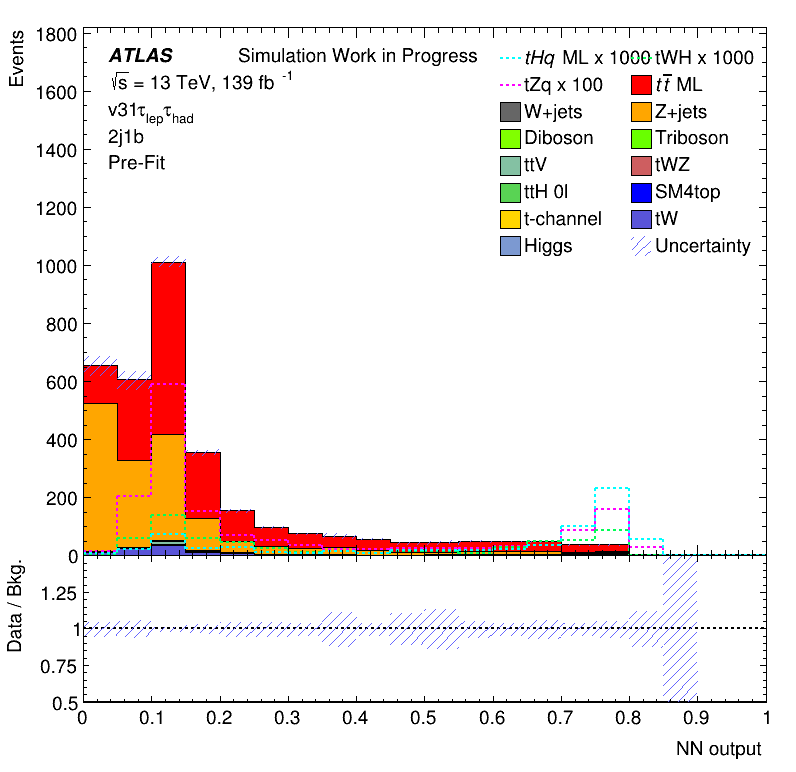 Events
1800
1600
1400
1200
1000
800
600
400
200
0
ATLAS Simulation Work in Progress
√s = 13 TeV, 139 fb -1
v31τlepτhad
2j1b
Pre-Fit
tHq ML x 1000 tWH x 1000
tZq x 100 tt̄ ML
W+jets Z+jets
Diboson Triboson
ttV tWZ
ttH 0l SM4top
t-channel tW
Higgs Uncertainty
Data / Bkg.
1.25
1
0.75
0.5
0 0.1 0.2 0.3 0.4 0.5 0.6 0.7 0.8 0.9 1
NN output